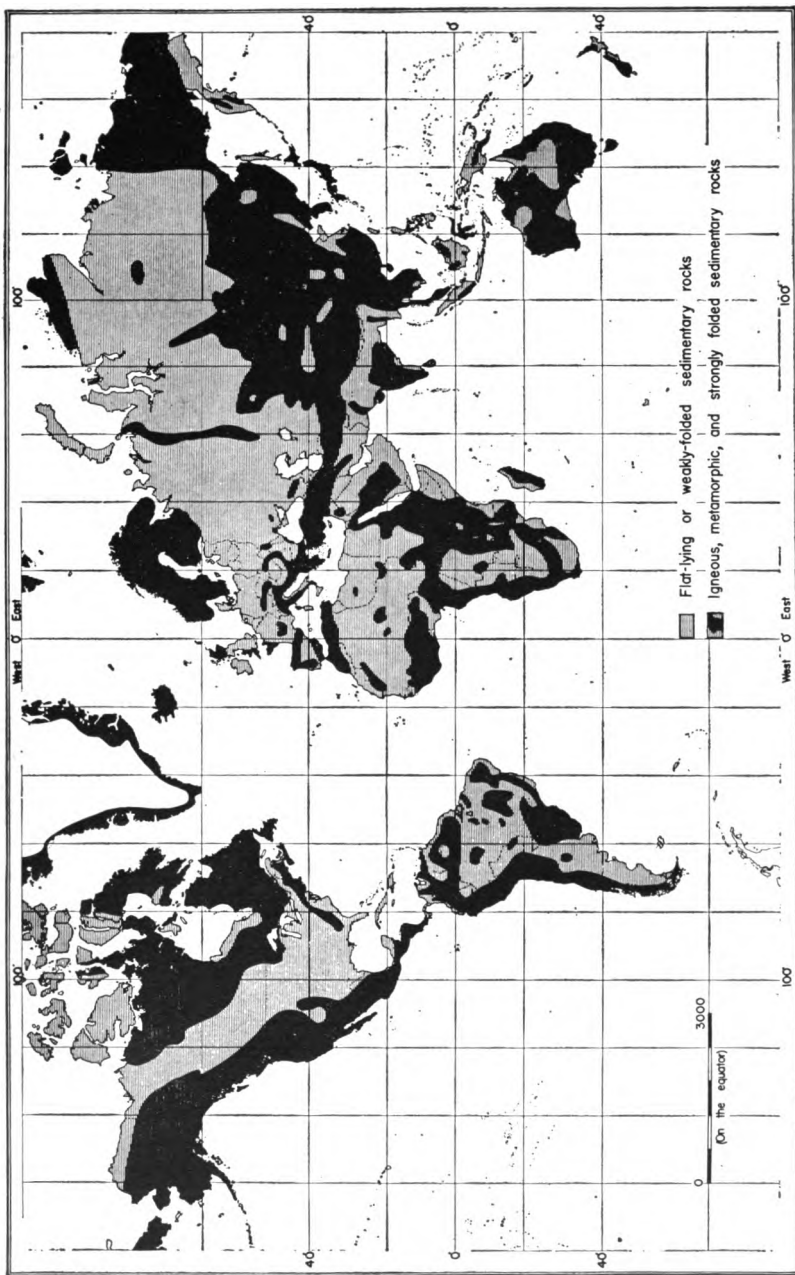 West 0° East
100°
100°
40°
40°
0°
0°
40°
40°
Flat-lying or weakly-folded sedimentary rocks
Igneous, metamorphic, and strongly folded sedimentary rocks
0 3000
(On the equator)
100°
West 0° East
100°